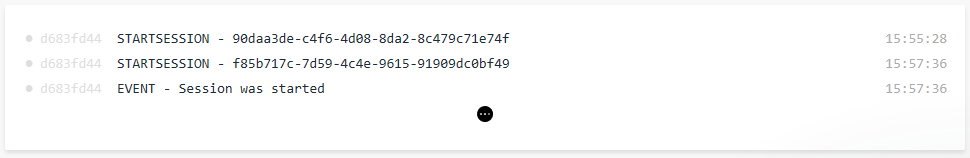 d683fd44 STARTSESSION - 90daa3de-c4f6-4d08-8da2-8c479c71e74f 15:55:28
d683fd44 STARTSESSION - f85b717c-7d59-4c4e-9615-91909dc0bf49 15:57:36
d683fd44 EVENT - Session was started 15:57:36